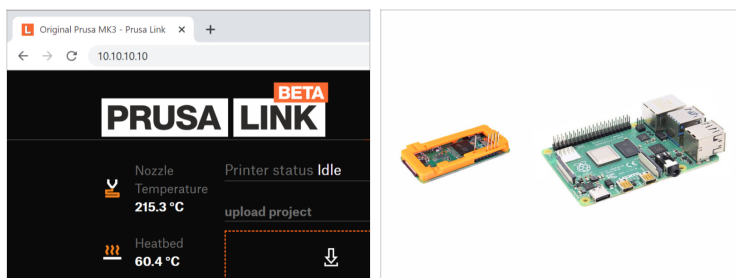 Original Prusa MK3 - Prusa Link
10.10.10.10
BETA
PRUSA LINK
Nozzle
Temperature
215.3 °C
Printer status Idle
upload project
Heatbed
60.4 °C